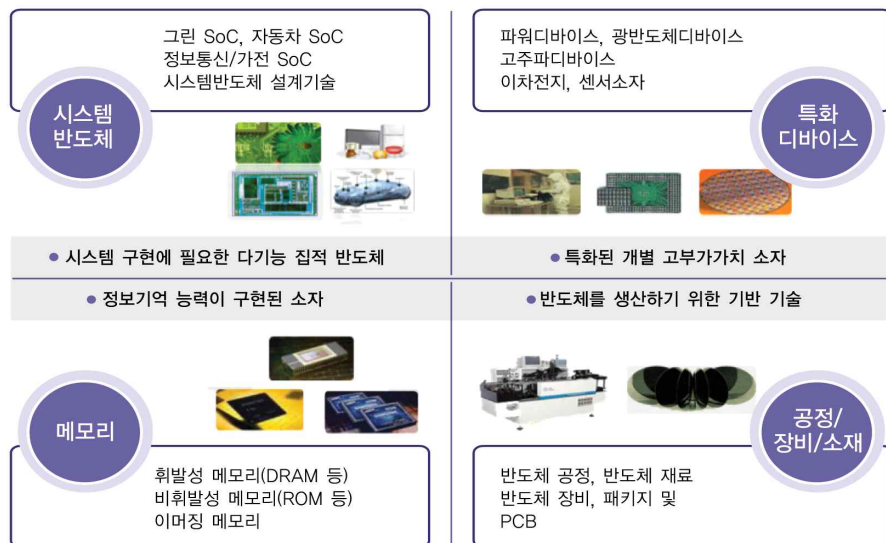 그린 SoC, 자동차 SoC
정보통신/가전 SoC
시스템반도체 설계기술
시스템
반도체
● 시스템 구현에 필요한 다기능 집적 반도체
파워디바이스, 광반도체디바이스
고주파디바이스
이차전지, 센서소자
특화
디바이스
● 특화된 개별 고부가가치 소자
● 정보기억 능력이 구현된 소자
메모리
휘발성 메모리(DRAM 등)
비휘발성 메모리(ROM 등)
이머징 메모리
● 반도체를 생산하기 위한 기반 기술
공정/
장비/소재
반도체 공정, 반도체 재료
반도체 장비, 패키지 및
PCB